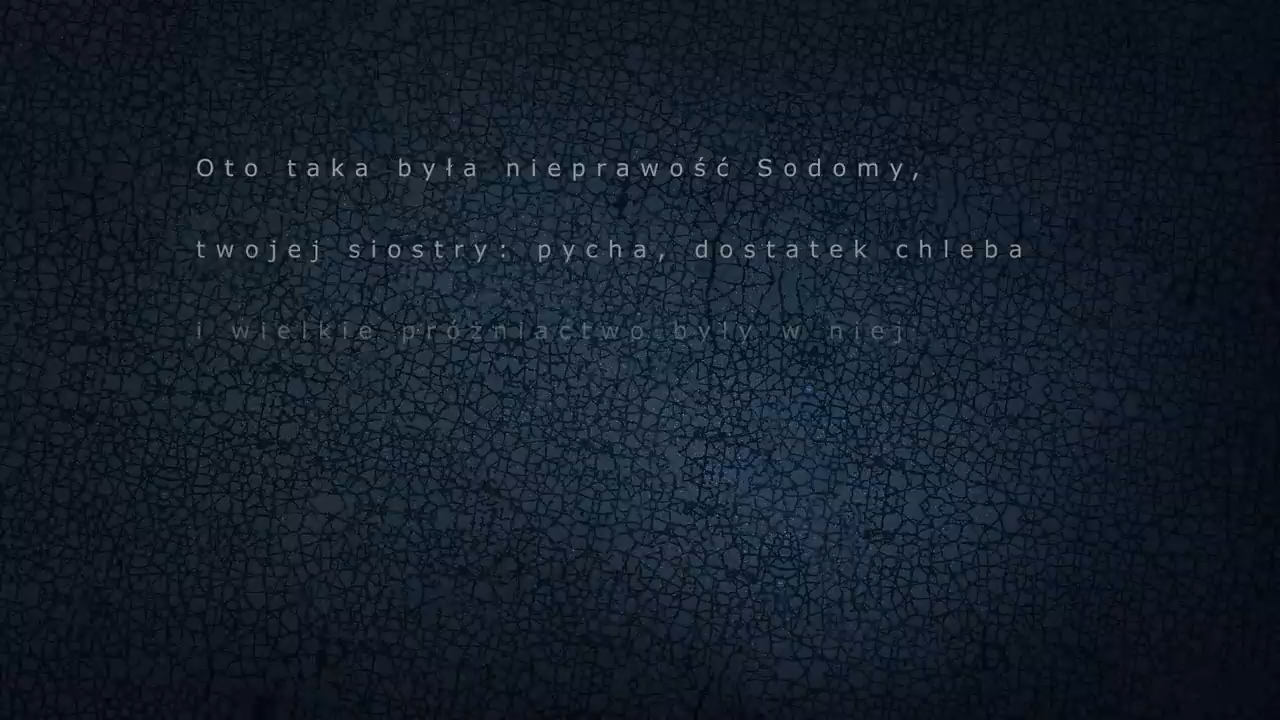 Oto taka była nieprawość Sodomy,
twojej siostry: pycha, dostatek chleba
i wielkie próżniactwo były w niej